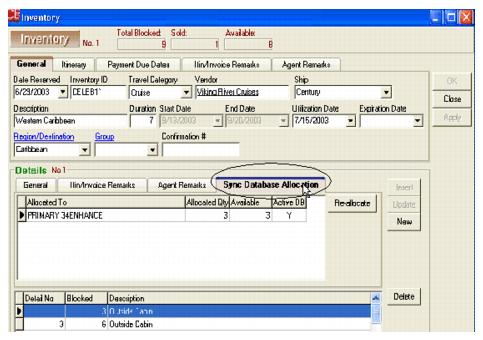 Inventory
Inventory No. 1
Total Blocked: Sold: Available:
9 1 8
General Itinerary Payment Due Dates Itin/Invoice Remarks Agent Remarks
Date Reserved Inventory ID Travel Category Vendor Ship
6/29/2003 CELEB1' Cruise Viking River Cruises Century
Description Duration Start Date End Date Utilization Date Expiration Date
Western Caribbean 7 9/13/2003 9/20/2003 7/15/2003
Region/Destination Group Confirmation #
Caribbean
OK
Close
Apply
Details No 1
General Itin/Invoice Remarks Agent Remarks Sync Database Allocation
Allocated To Allocated Qty Available Active DB
PRIMARY 34ENHANCE 3 3 Y
Re-allocate
Insert
Update
New
Detail No Blocked Description
3 Outside Cabin
3 6 Outside Cabin
Delete